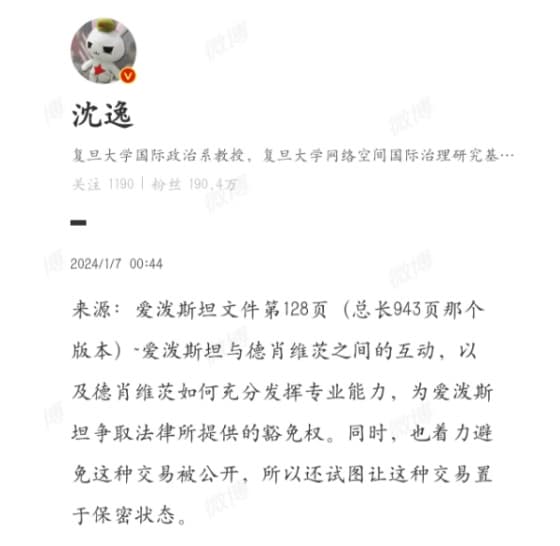 沈逸
复旦大学国际政治系教授，复旦大学网络空间国际治理研究基…
关注 1190 | 粉丝 190.4万
2024/1/7 00:44
来源：爱泼斯坦文件第128页（总长943页那个
版本）-爱泼斯坦与德肖维茨之间的互动，以
及德肖维茨如何充分发挥专业能力，为爱泼斯
坦争取法律所提供的豁免权。同时，也着力避
免这种交易被公开，所以还试图让这种交易置
于保密状态。